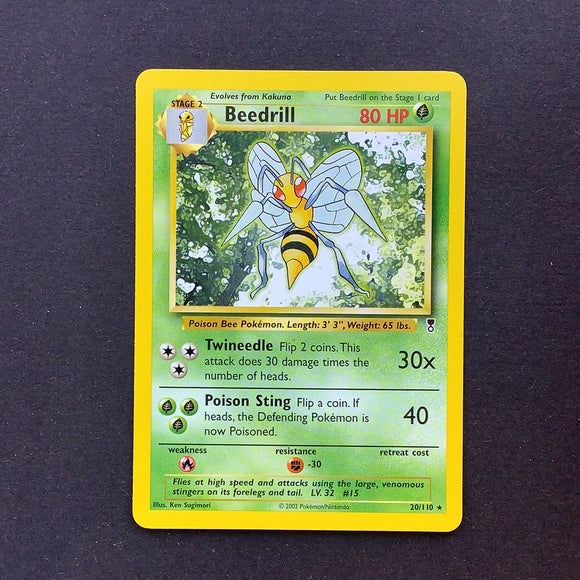 Evolves from Kakuna Put Beedrill on the Stage 1 card
STAGE 2
Beedrill 80 HP
Poison Bee Pokémon. Length: 3' 3", Weight: 65 lbs.
Twineedle Flip 2 coins. This
attack does 30 damage times the
number of heads.
30x
Poison Sting Flip a coin. If
heads, the Defending Pokémon is
now Poisoned.
40
weakness resistance retreat cost
-30
Flies at high speed and attacks using the large, venomous
stingers on its forelegs and tail. LV. 32 #15
Illus. Ken Sugimori © 2002 Pokémon/Nintendo 20/110 ★